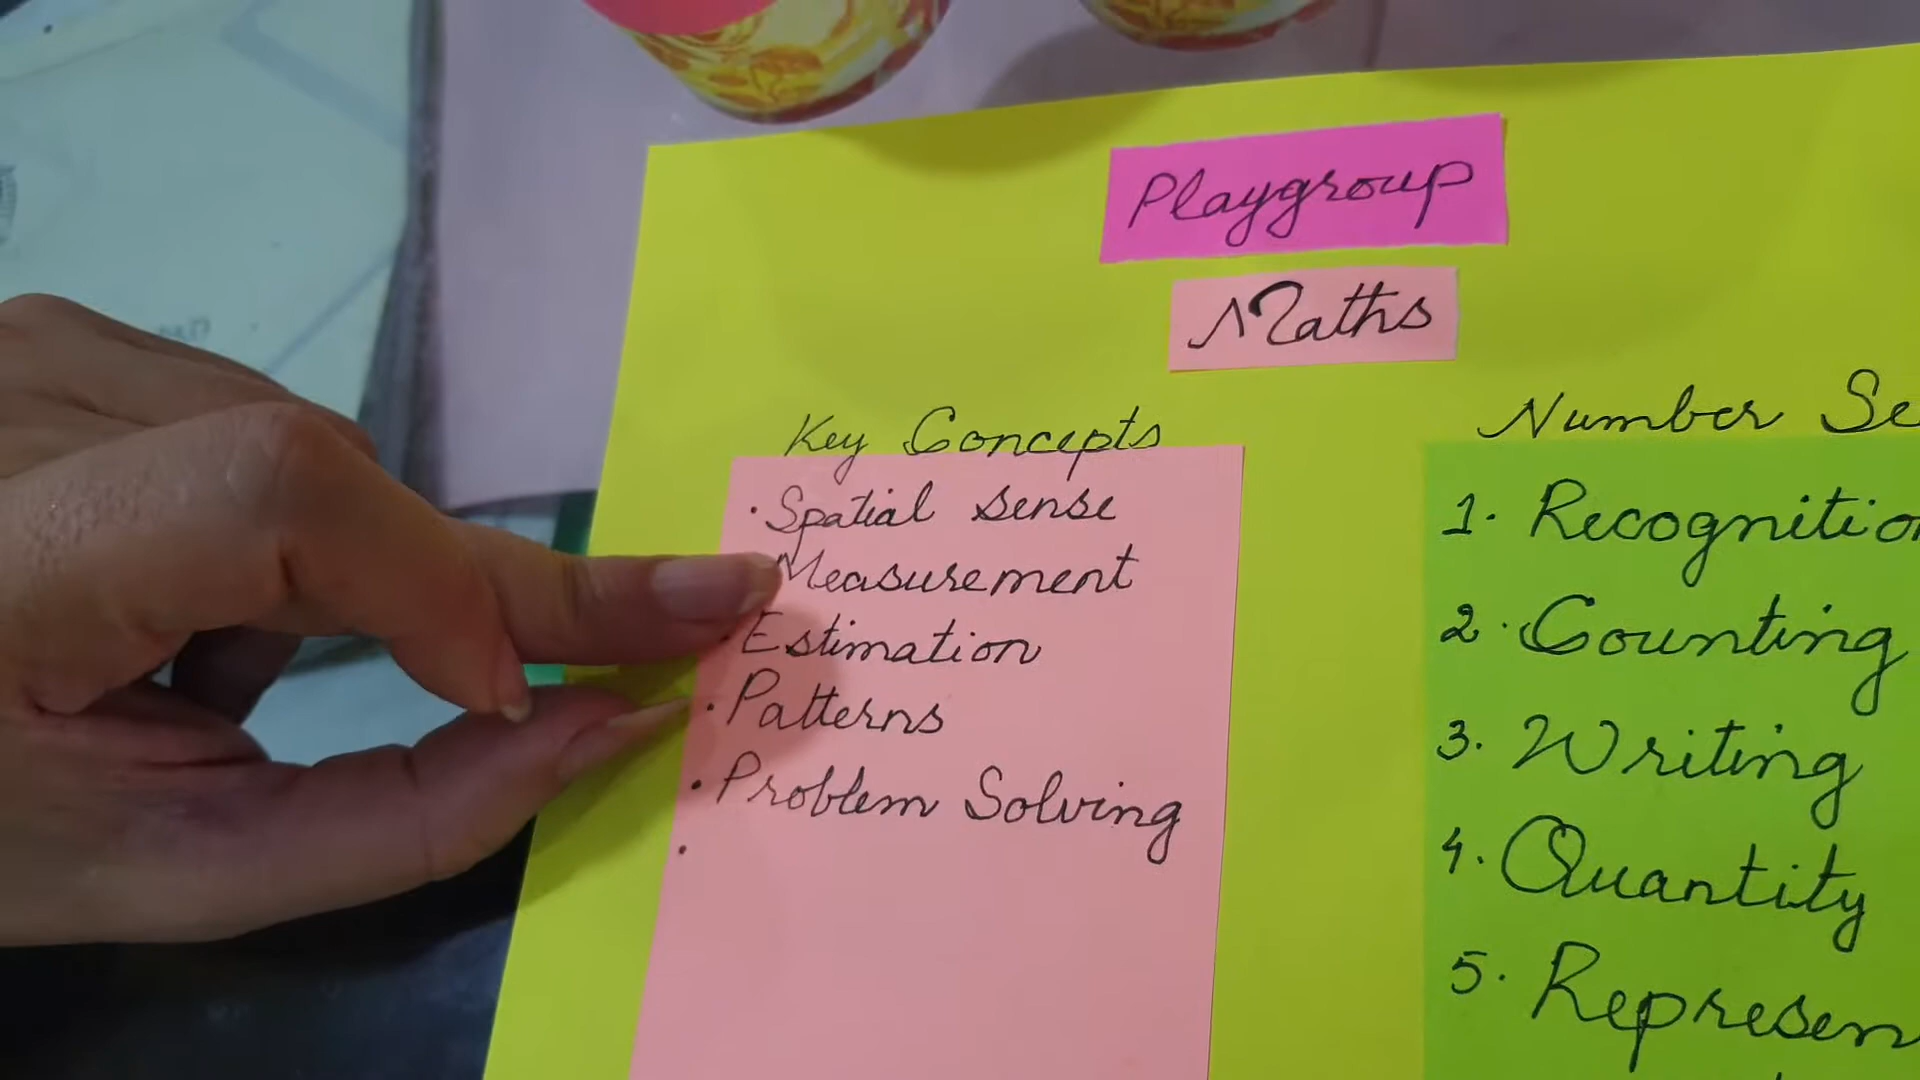 Playgroup
Maths
Key Concepts
· Spatial sense
Measurement
· Estimation
· Patterns
· Problem Solving
·
Number Se
1. Recognition
2. Counting
3. Writing
4. Quantity
5. Represen